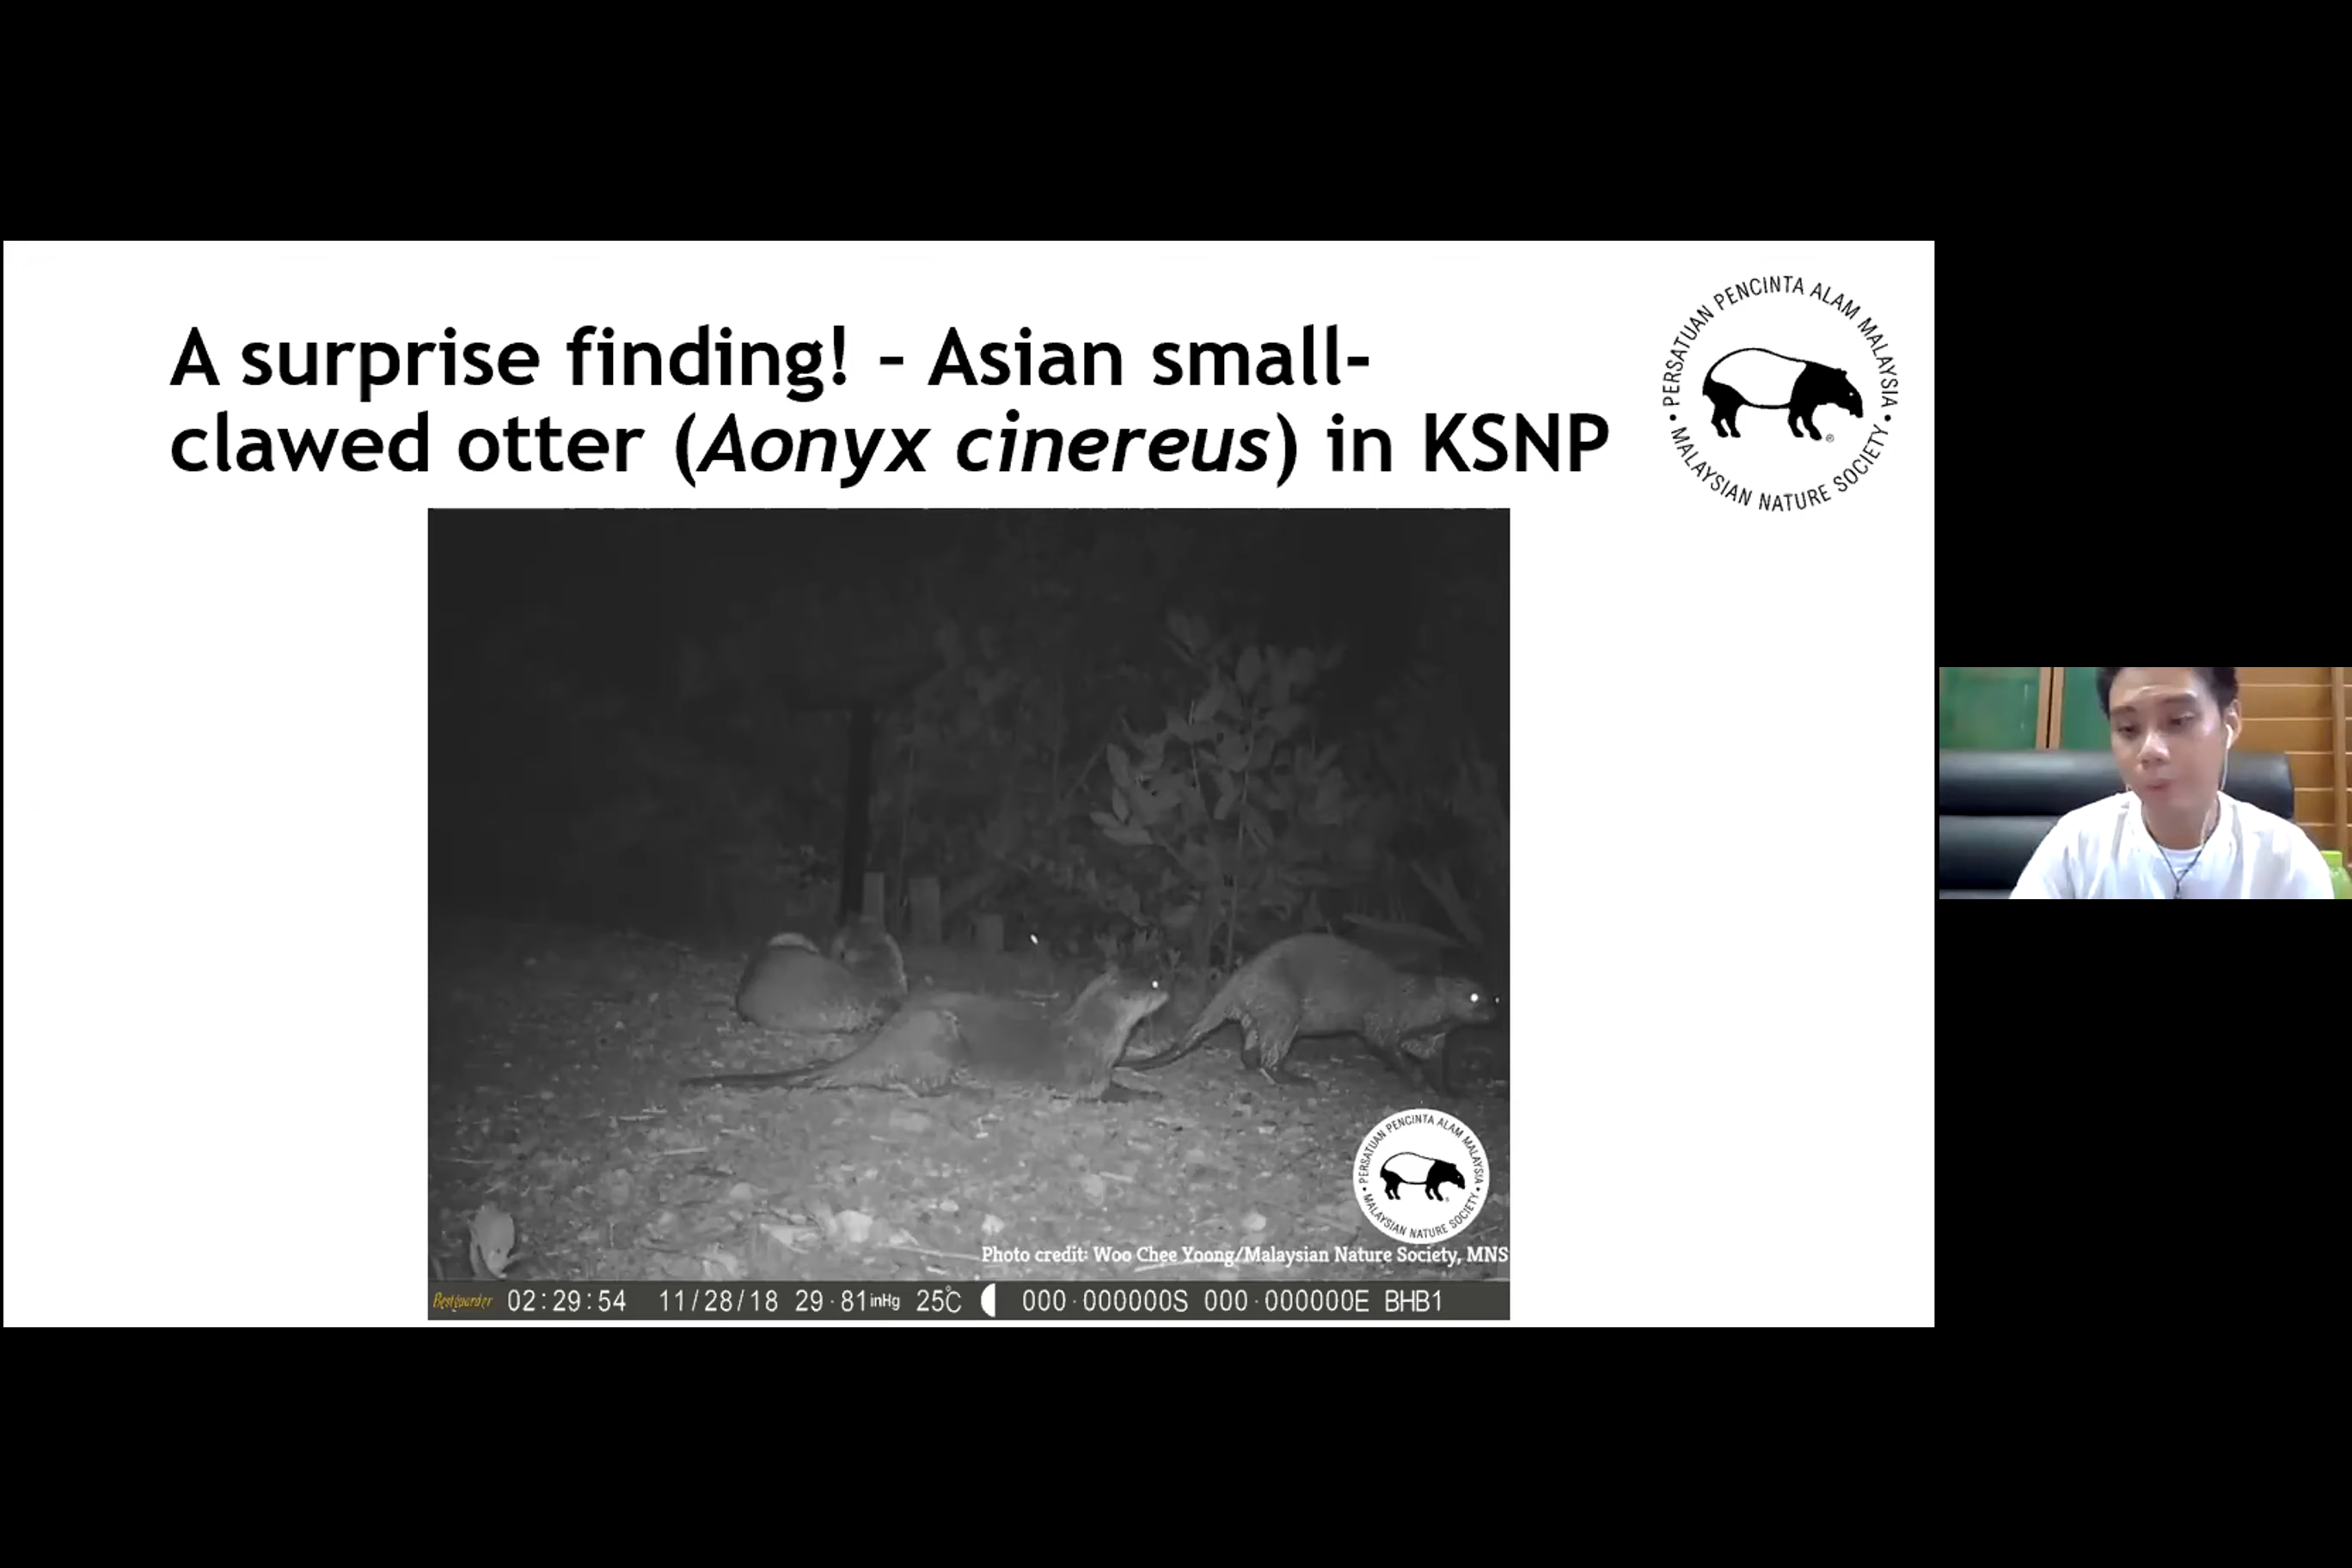 A surprise finding! – Asian small-
clawed otter (Aonyx cinereus) in KSNP
• PERSATUAN PENCINTA ALAM MALAYSIA •
MALAYSIAN NATURE SOCIETY
®
• PERSATUAN PENCINTA ALAM MALAYSIA •
MALAYSIAN NATURE SOCIETY
Photo credit: Woo Chee Yoong/Malaysian Nature Society, MNS
Bestguarder 02:29:54 11/28/18 29.81inHg 25°C 000.000000S 000.000000E BHB1